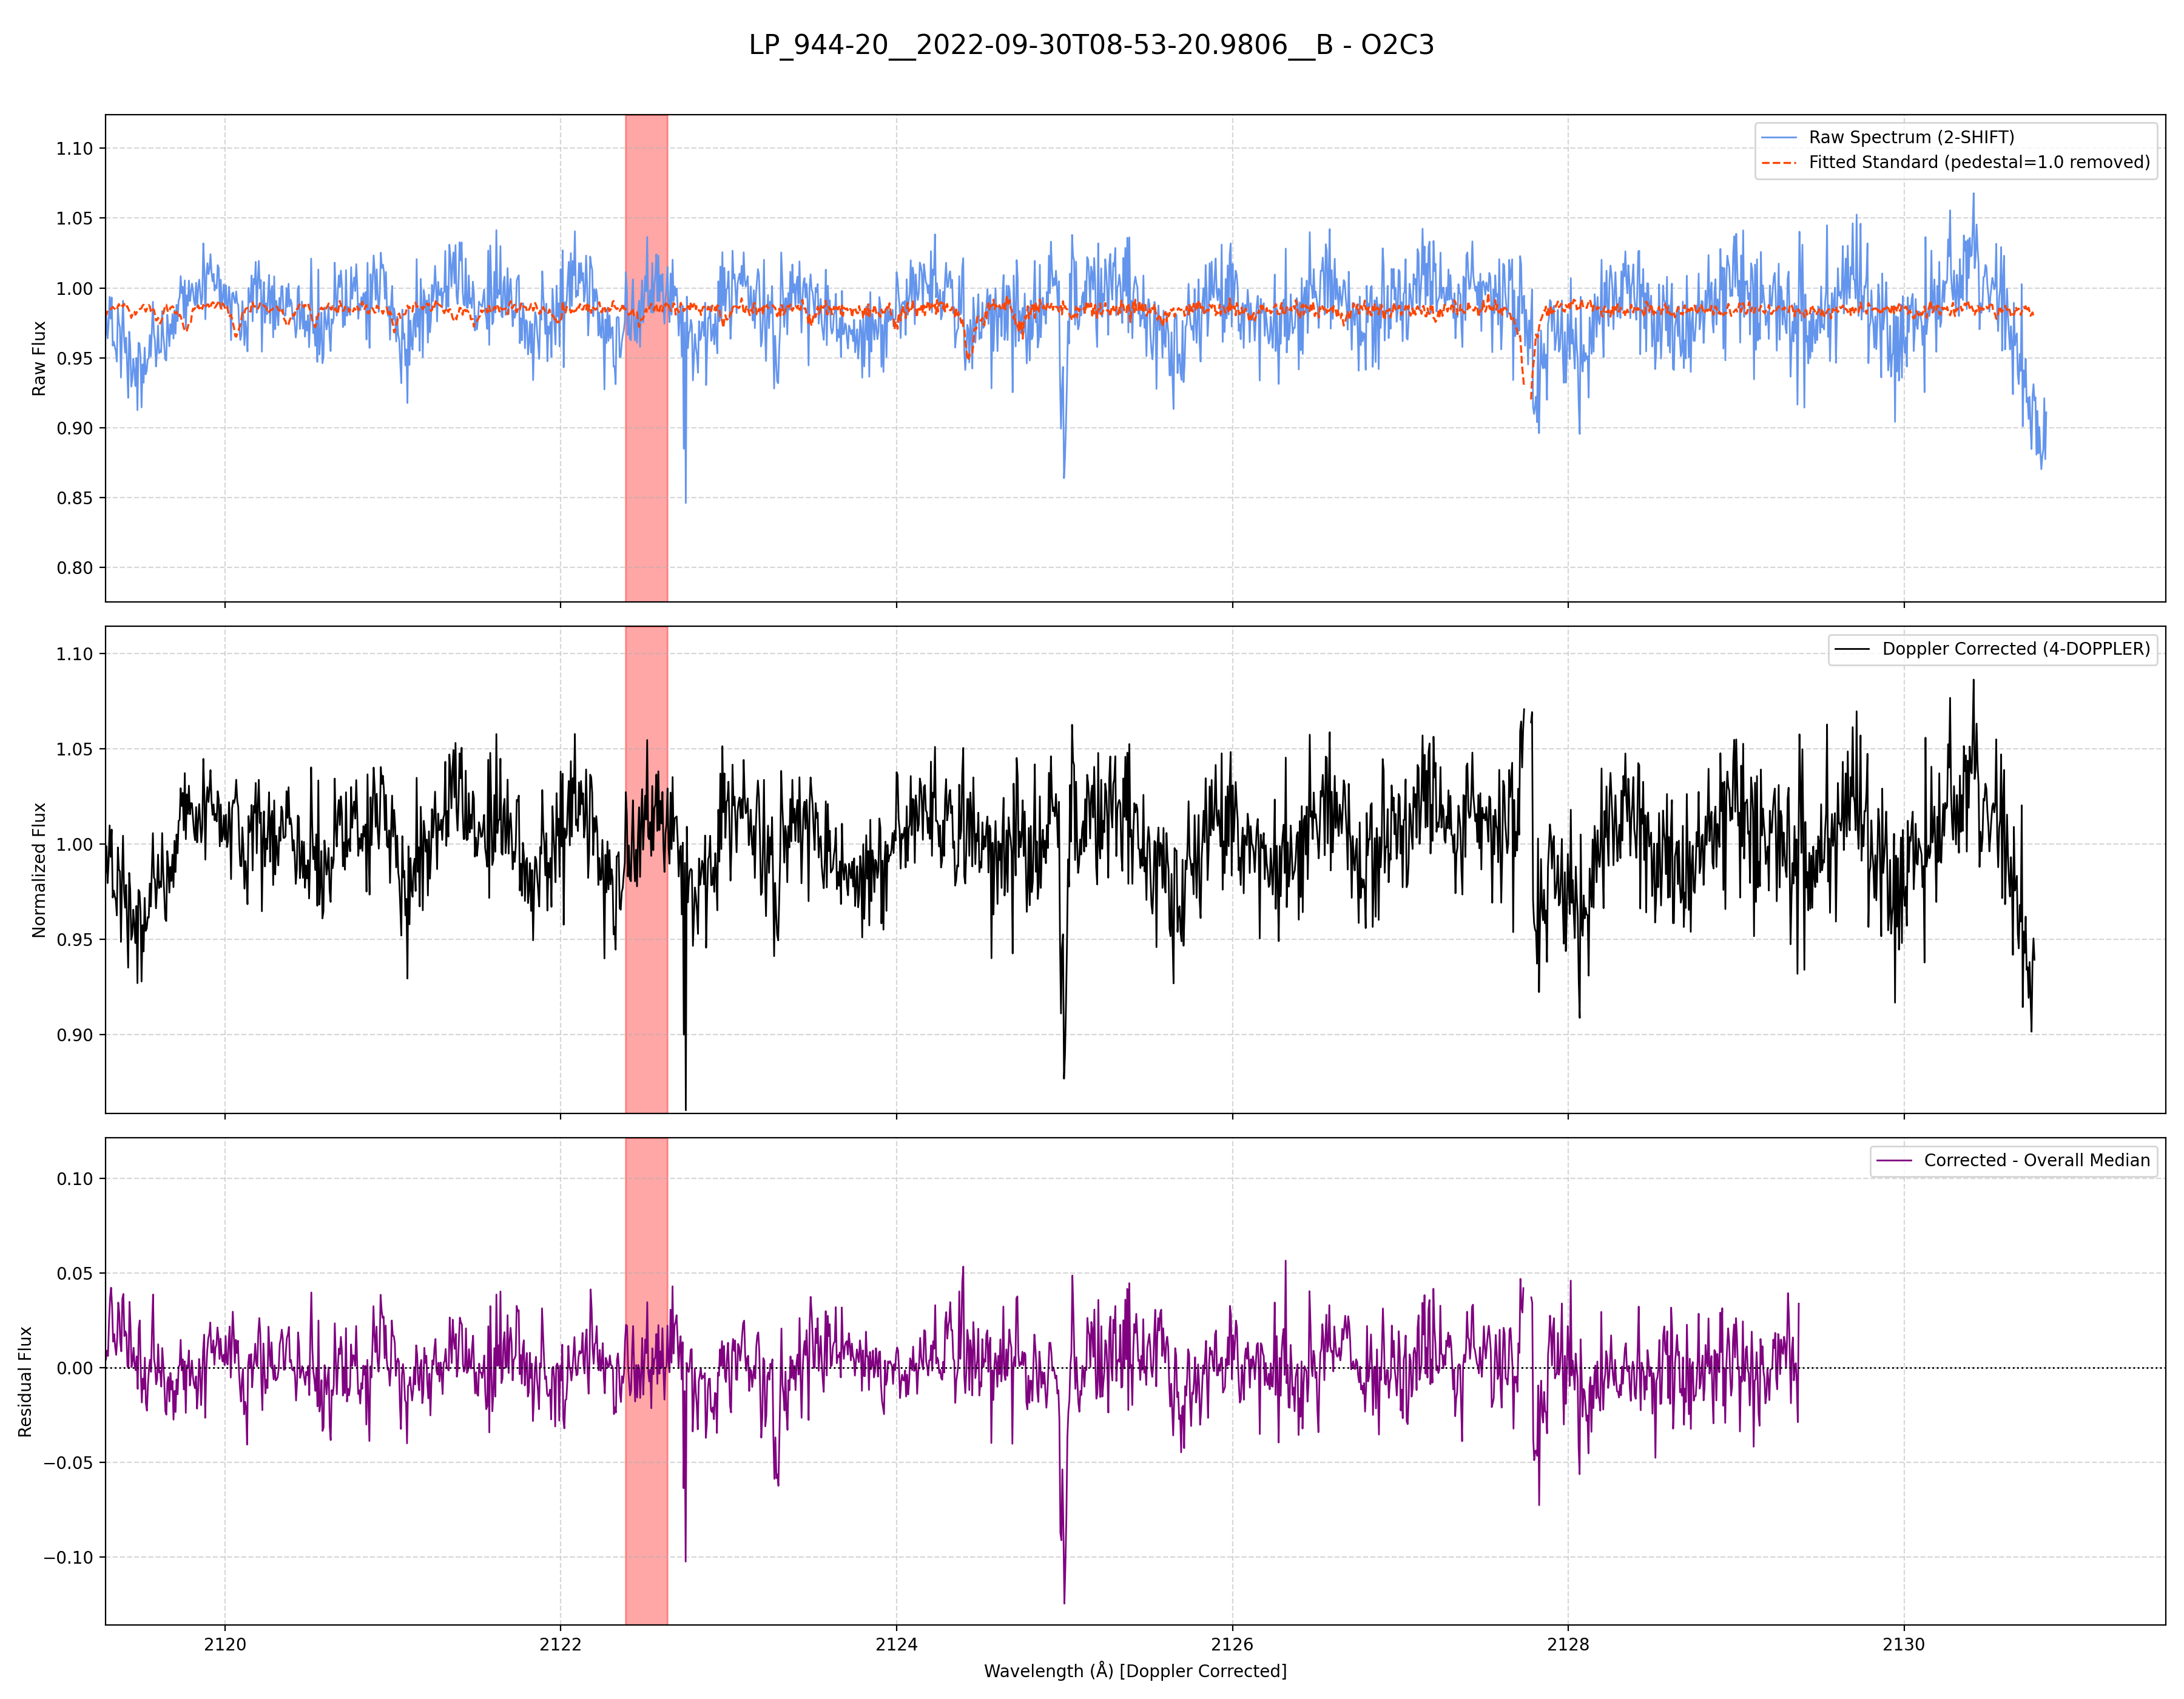 LP_944-20__2022-09-30T08-53-20.9806__B - O2C3
Raw Spectrum (2-SHIFT)
Fitted Standard (pedestal=1.0 removed)
Raw Flux
1.10
1.05
1.00
0.95
0.90
0.85
0.80
Doppler Corrected (4-DOPPLER)
Normalized Flux
1.10
1.05
1.00
0.95
0.90
Corrected - Overall Median
Residual Flux
0.10
0.05
0.00
−0.05
−0.10
2120 2122 2124 2126 2128 2130
Wavelength (Å) [Doppler Corrected]